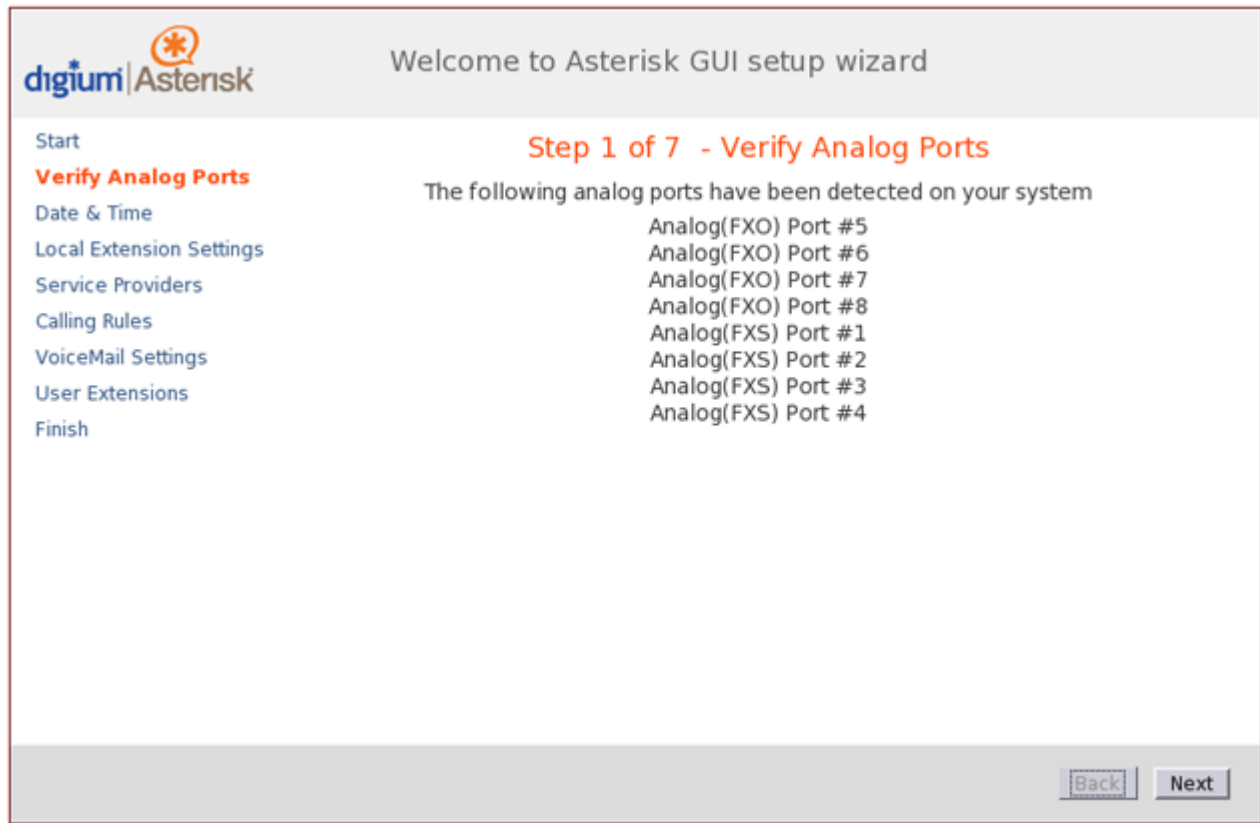 digium Asterisk
Welcome to Asterisk GUI setup wizard
Start
Verify Analog Ports
Date & Time
Local Extension Settings
Service Providers
Calling Rules
VoiceMail Settings
User Extensions
Finish
Step 1 of 7 - Verify Analog Ports
The following analog ports have been detected on your system
Analog(FXO) Port #5
Analog(FXO) Port #6
Analog(FXO) Port #7
Analog(FXO) Port #8
Analog(FXS) Port #1
Analog(FXS) Port #2
Analog(FXS) Port #3
Analog(FXS) Port #4
Back Next